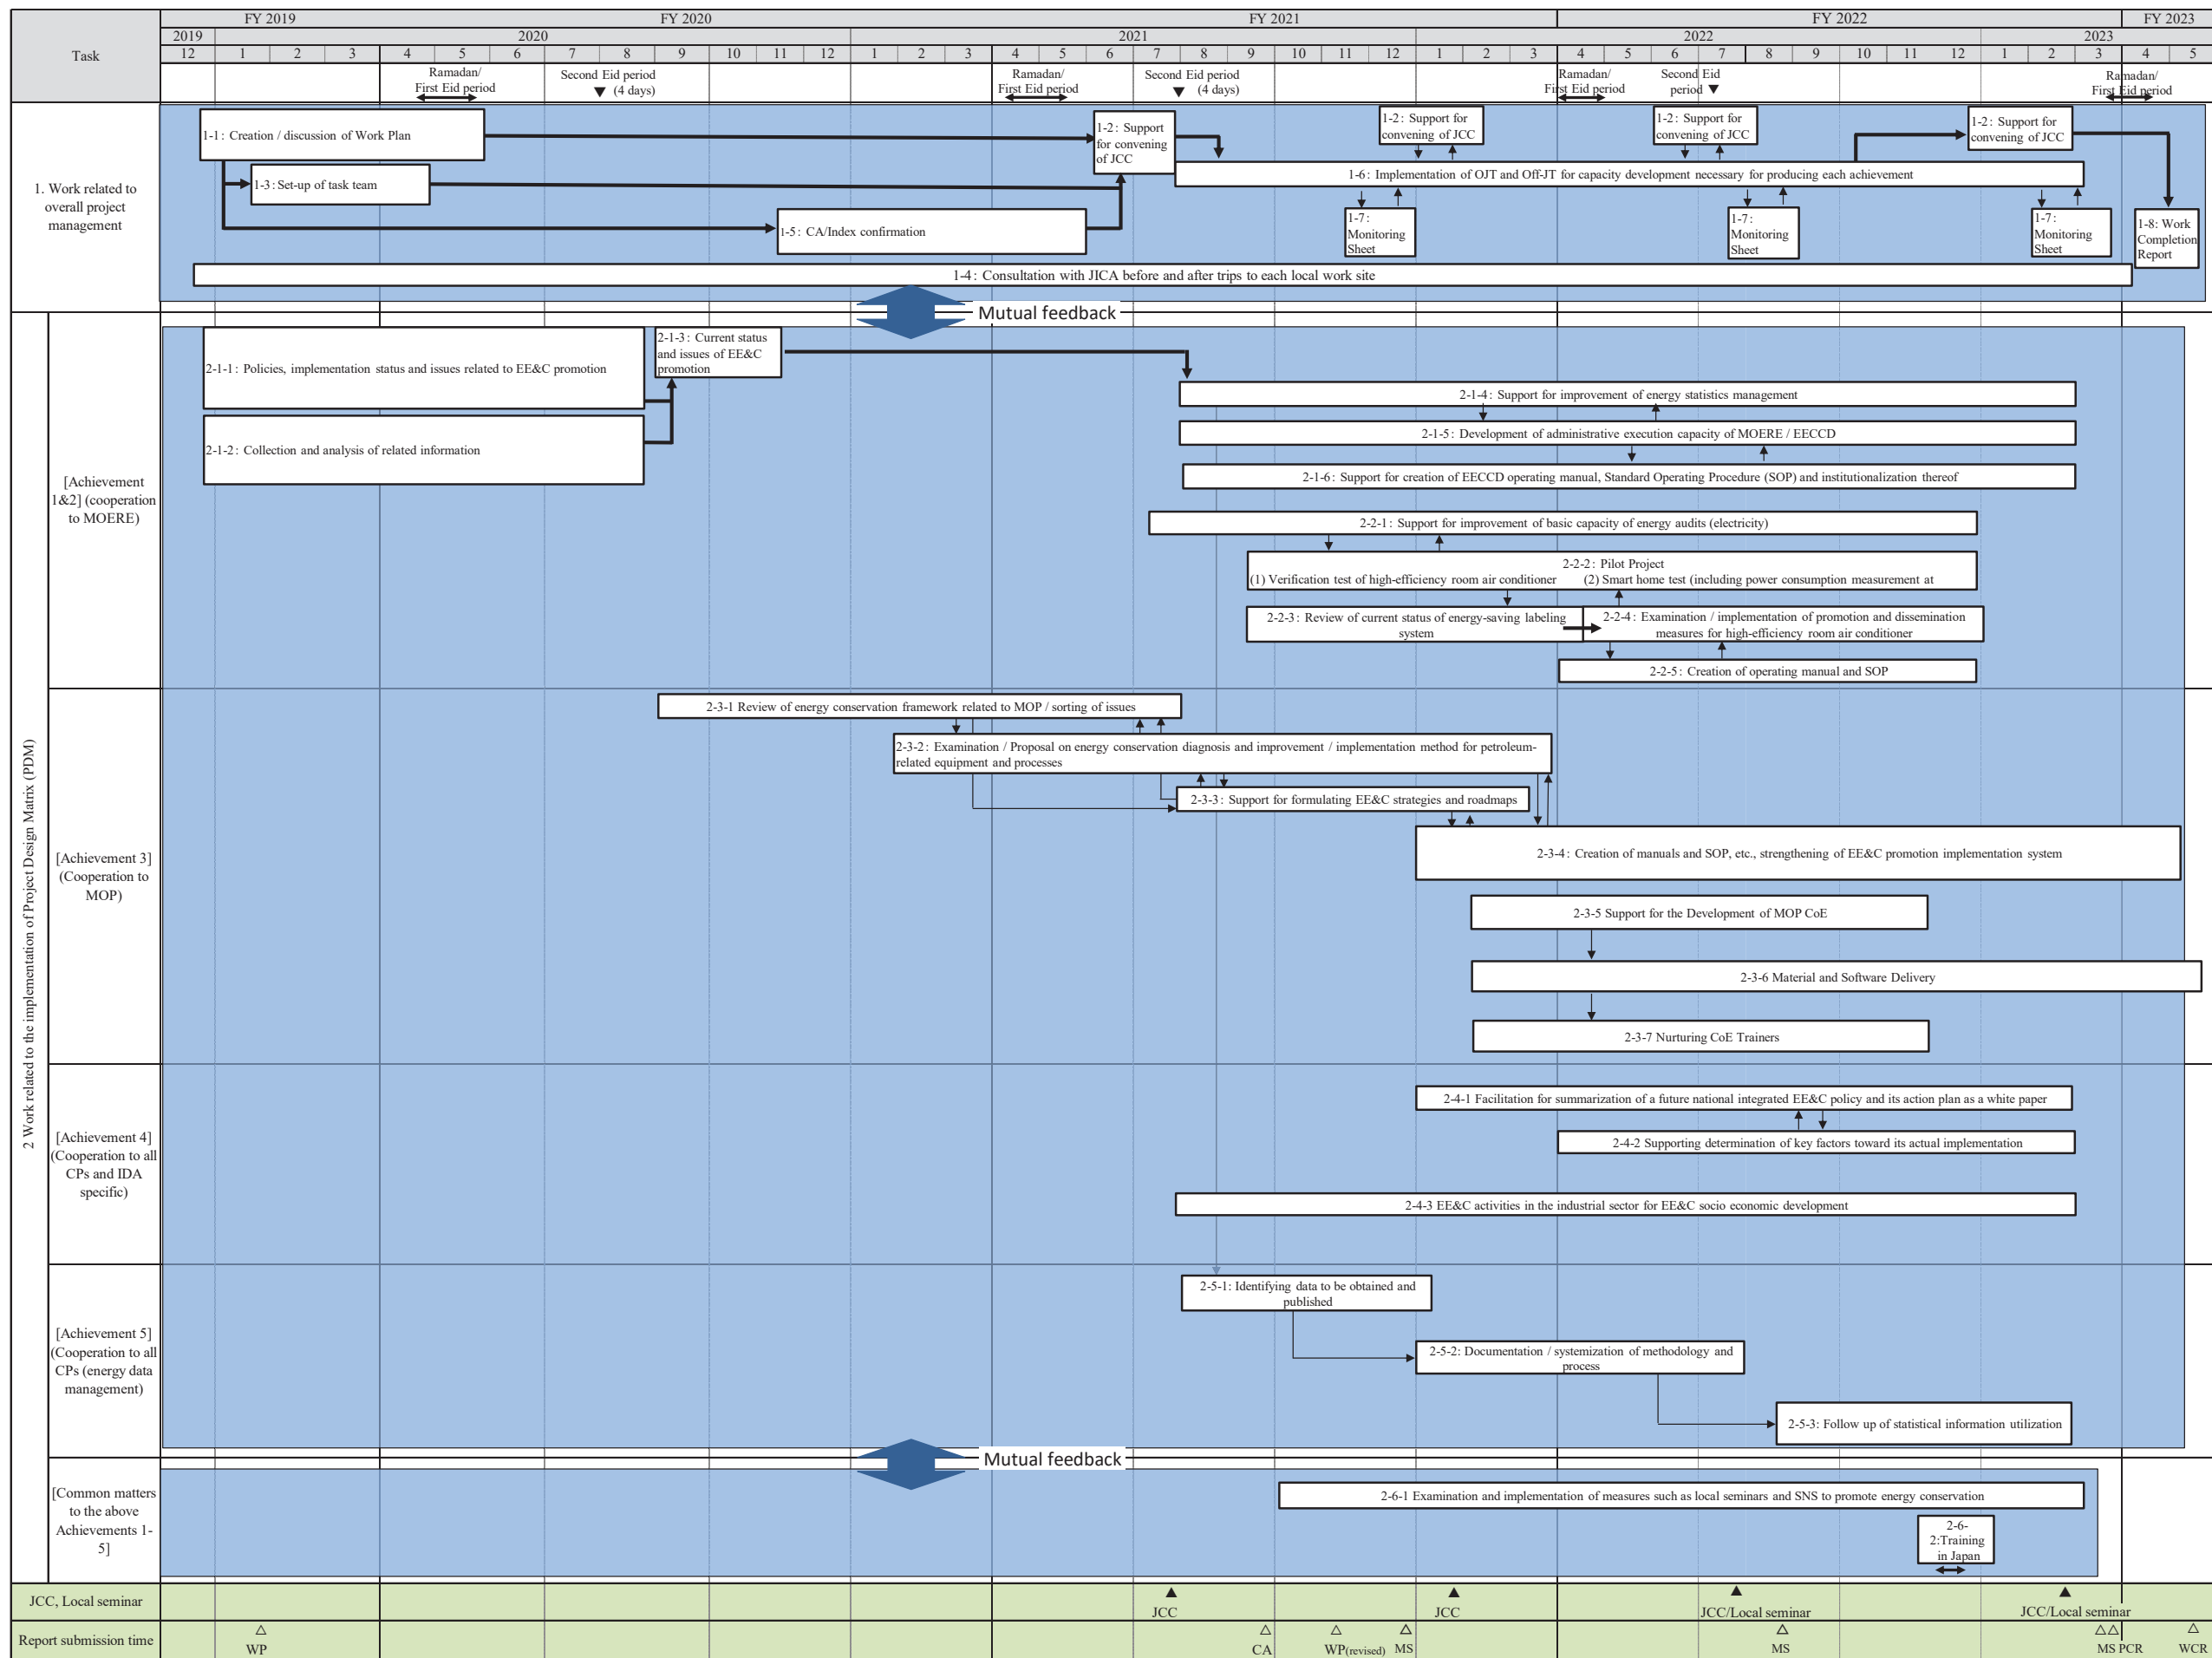 Task
FY 2019
FY 2020
FY 2021
FY 2022
FY 2023
2019
2020
2021
2022
2023
12 1 2 3 4 5 6 7 8 9 10 11 12 1 2 3 4 5 6 7 8 9 10 11 12 1 2 3 4 5 6 7 8 9 10 11 12 1 2 3 4 5
Ramadan/
First Eid period
Second Eid period
▼ (4 days)
Ramadan/
First Eid period
Second Eid period
▼ (4 days)
Ramadan/
First Eid period
Second Eid
period ▼
Ramadan/
First Eid period
1. Work related to
overall project
management
1-1: Creation / discussion of Work Plan
1-2: Support
for convening
of JCC
1-2: Support for
convening of JCC
1-2: Support for
convening of JCC
1-2: Support for
convening of JCC
1-3: Set-up of task team
1-6: Implementation of OJT and Off-JT for capacity development necessary for producing each achievement
1-5: CA/Index confirmation
1-7:
Monitoring
Sheet
1-7:
Monitoring
Sheet
1-7:
Monitoring
Sheet
1-8: Work
Completion
Report
1-4: Consultation with JICA before and after trips to each local work site
Mutual feedback
2 Work related to the implementation of Project Design Matrix (PDM)
[Achievement
1&2] (cooperation
to MOERE)
2-1-1: Policies, implementation status and issues related to EE&C promotion
2-1-3: Current status
and issues of EE&C
promotion
2-1-2: Collection and analysis of related information
2-1-4: Support for improvement of energy statistics management
2-1-5: Development of administrative execution capacity of MOERE / EECCD
2-1-6: Support for creation of EECCD operating manual, Standard Operating Procedure (SOP) and institutionalization thereof
2-2-1: Support for improvement of basic capacity of energy audits (electricity)
2-2-2: Pilot Project
(1) Verification test of high-efficiency room air conditioner (2) Smart home test (including power consumption measurement at
2-2-3: Review of current status of energy-saving labeling
system
2-2-4: Examination / implementation of promotion and dissemination
measures for high-efficiency room air conditioner
2-2-5: Creation of operating manual and SOP
[Achievement 3]
(Cooperation to
MOP)
2-3-1 Review of energy conservation framework related to MOP / sorting of issues
2-3-2: Examination / Proposal on energy conservation diagnosis and improvement / implementation method for petroleum-
related equipment and processes
2-3-3: Support for formulating EE&C strategies and roadmaps
2-3-4: Creation of manuals and SOP, etc., strengthening of EE&C promotion implementation system
2-3-5 Support for the Development of MOP CoE
2-3-6 Material and Software Delivery
2-3-7 Nurturing CoE Trainers
[Achievement 4]
(Cooperation to all
CPs and IDA
specific)
2-4-1 Facilitation for summarization of a future national integrated EE&C policy and its action plan as a white paper
2-4-2 Supporting determination of key factors toward its actual implementation
2-4-3 EE&C activities in the industrial sector for EE&C socio economic development
[Achievement 5]
(Cooperation to all
CPs (energy data
management)
2-5-1: Identifying data to be obtained and
published
2-5-2: Documentation / systemization of methodology and
process
2-5-3: Follow up of statistical information utilization
Mutual feedback
[Common matters
to the above
Achievements 1-
5]
2-6-1 Examination and implementation of measures such as local seminars and SNS to promote energy conservation
2-6-
2:Training
in Japan
JCC, Local seminar
▲ ▲ ▲ ▲
JCC JCC JCC/Local seminar JCC/Local seminar
Report submission time
△ △ △ △ △ △△ △
WP CA WP(revised) MS MS MS PCR WCR